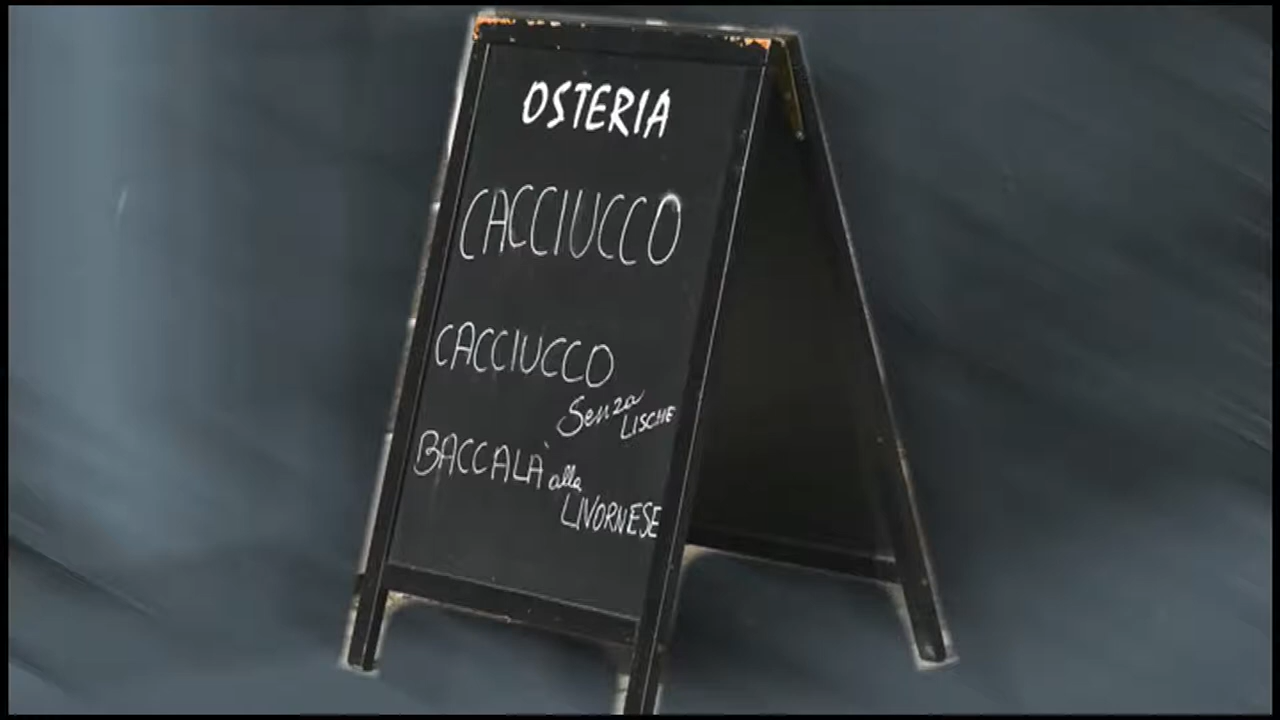 OSTERIA
CACCIUCCO
CACCIUCCO
Senza
LISCHE
BACCALÀ alla
LIVORNESE